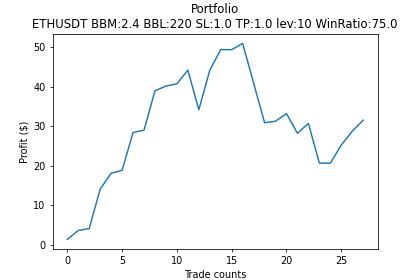 Portfolio
ETHUSDT BBM:2.4 BBL:220 SL:1.0 TP:1.0 lev:10 WinRatio:75.0
50
40
30
20
10
0
Profit ($)
0 5 10 15 20 25
Trade counts